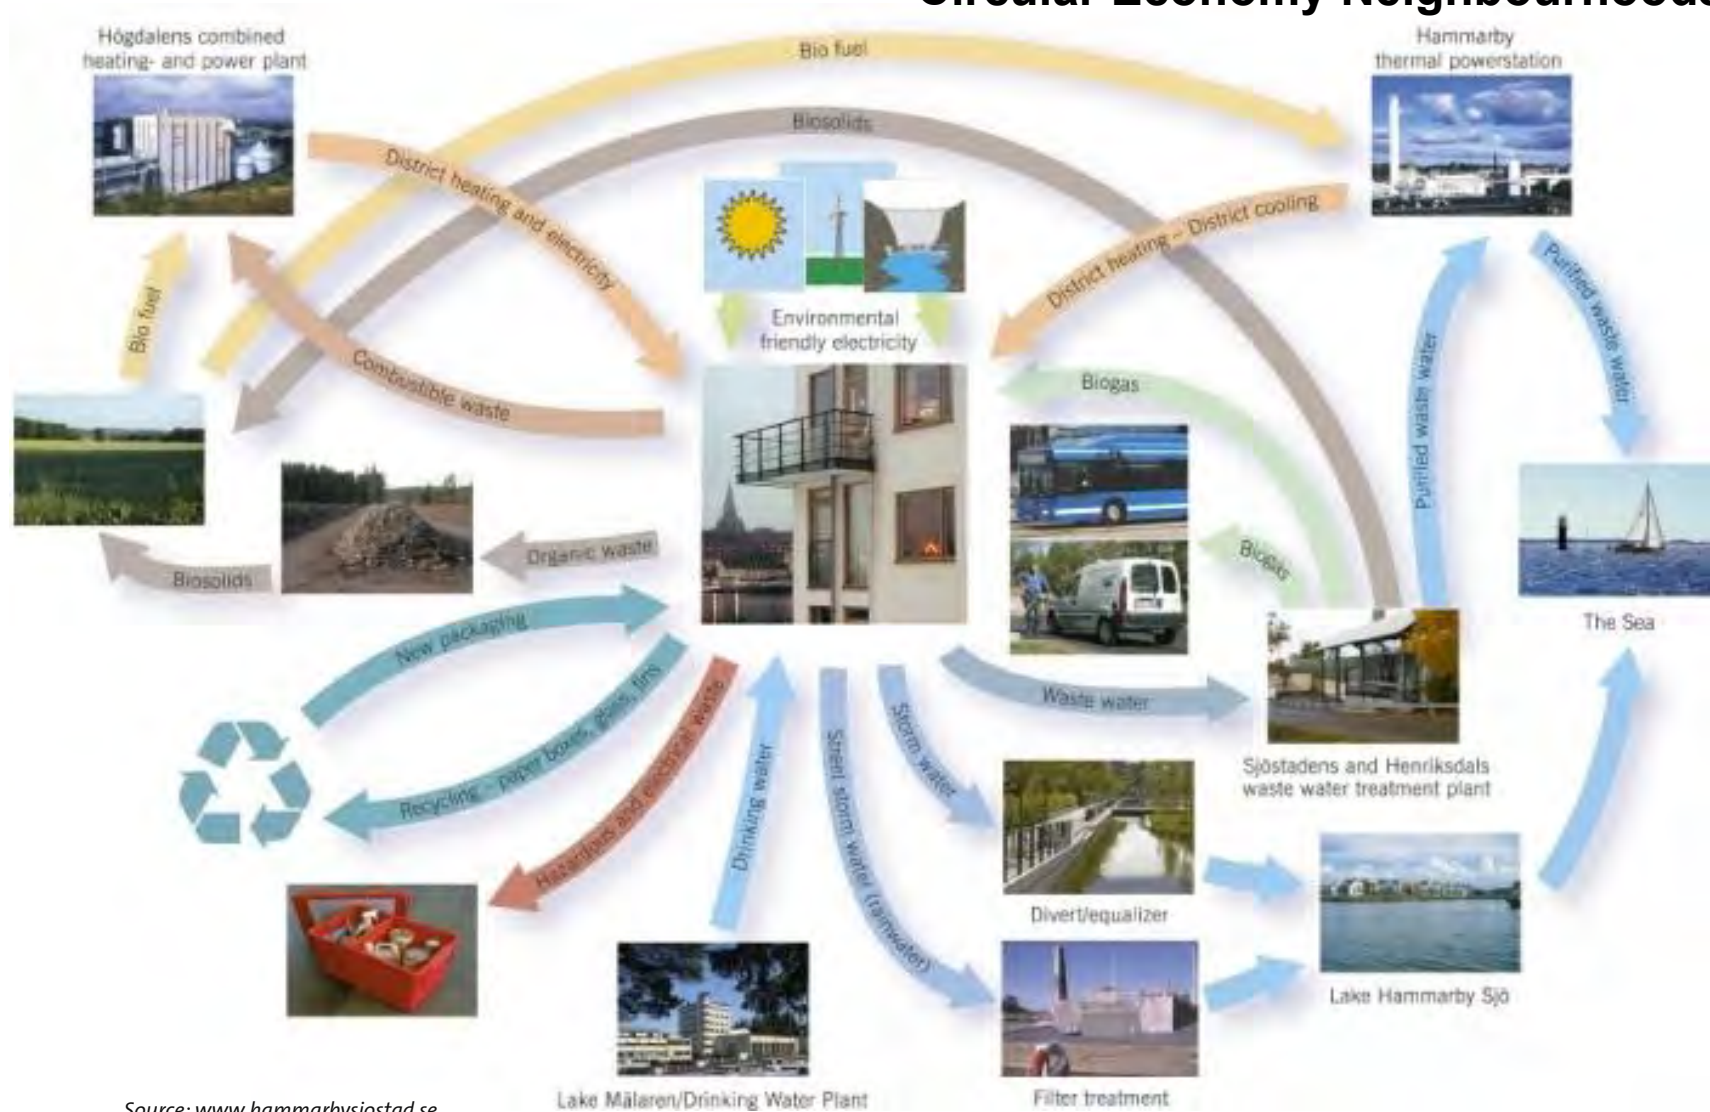 Circular Economy Neighbourhoods
Högdalens combined
heating- and power plant
Bio fuel
Hammarby
thermal powerstation
Biosolids
District heating and electricity
District heating – District cooling
Purified waste water
Bio fuel
Environmental
friendly electricity
Combustible waste
Biogas
Purified waste water
Organic waste
Biogas
Biosolids
New packaging
The Sea
Recycling – paper boxes, glass, tins
Hazardous and electrical waste
Drinking water
Street storm water (rainwater)
Storm water
Waste water
Sjöstadens and Henriksdals
waste water treatment plant
Divert/equalizer
Lake Hammarby Sjö
Lake Mälaren/Drinking Water Plant
Filter treatment
Source: www.hammarbysjostad.se